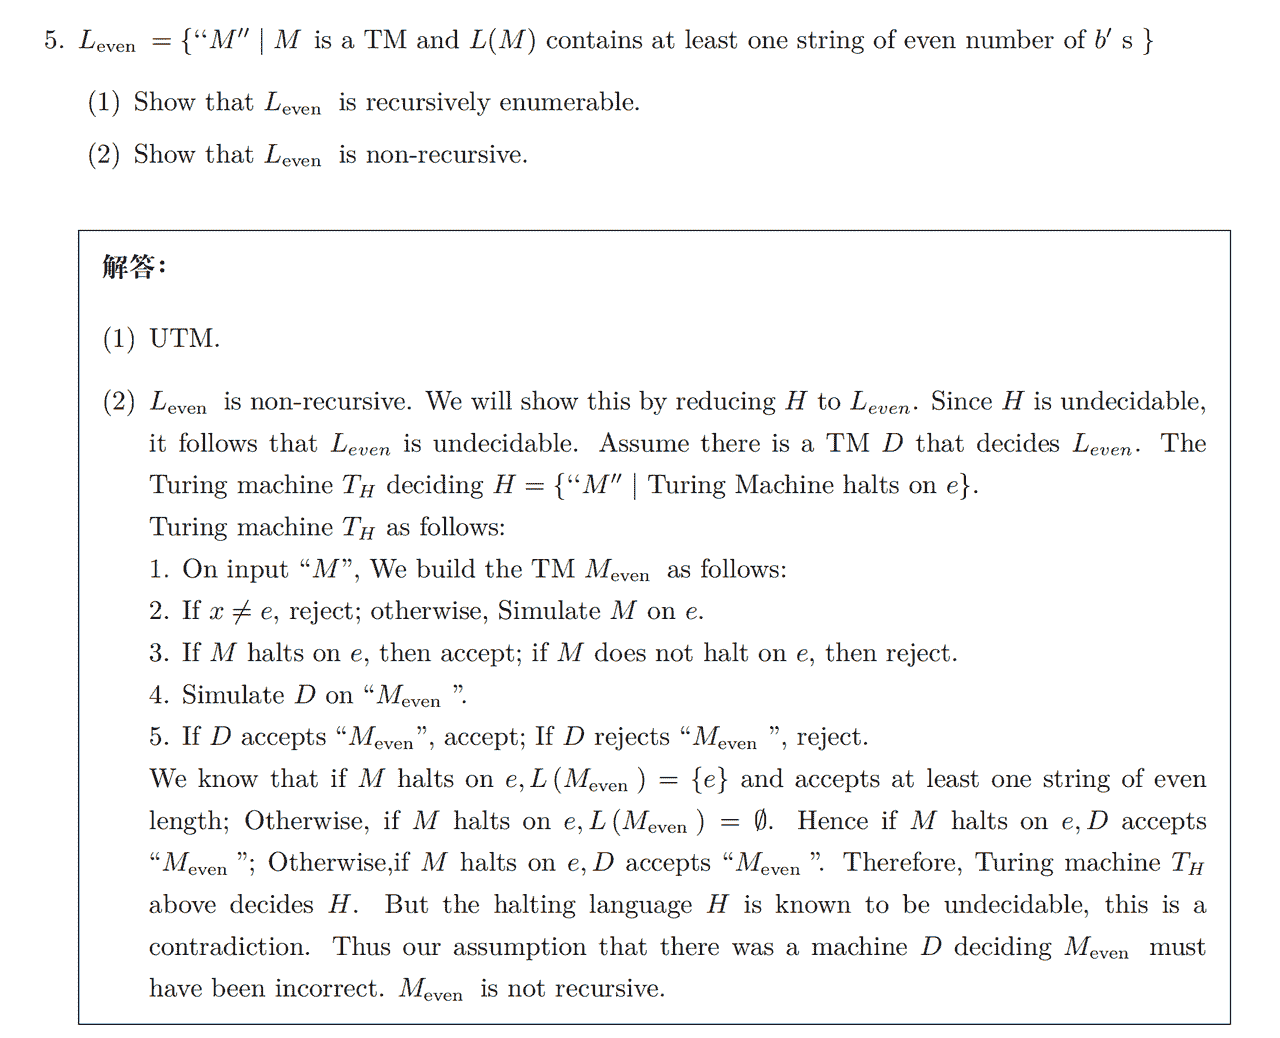 5. L_even = {“M″ | M is a TM and L(M) contains at least one string of even number of b′ s }
(1) Show that L_even is recursively enumerable.
(2) Show that L_even is non-recursive.
解答:
(1) UTM.
(2) L_even is non-recursive. We will show this by reducing H to L_even. Since H is undecidable,
it follows that L_even is undecidable. Assume there is a TM D that decides L_even. The
Turing machine T_H deciding H = {“M″ | Turing Machine halts on e}.
Turing machine T_H as follows:
1. On input “M”, We build the TM M_even as follows:
2. If x ≠ e, reject; otherwise, Simulate M on e.
3. If M halts on e, then accept; if M does not halt on e, then reject.
4. Simulate D on “M_even ”.
5. If D accepts “M_even”, accept; If D rejects “M_even ”, reject.
We know that if M halts on e, L (M_even ) = {e} and accepts at least one string of even
length; Otherwise, if M halts on e, L (M_even ) = ∅. Hence if M halts on e, D accepts
“M_even ”; Otherwise,if M halts on e, D accepts “M_even ”. Therefore, Turing machine T_H
above decides H. But the halting language H is known to be undecidable, this is a
contradiction. Thus our assumption that there was a machine D deciding M_even must
have been incorrect. M_even is not recursive.